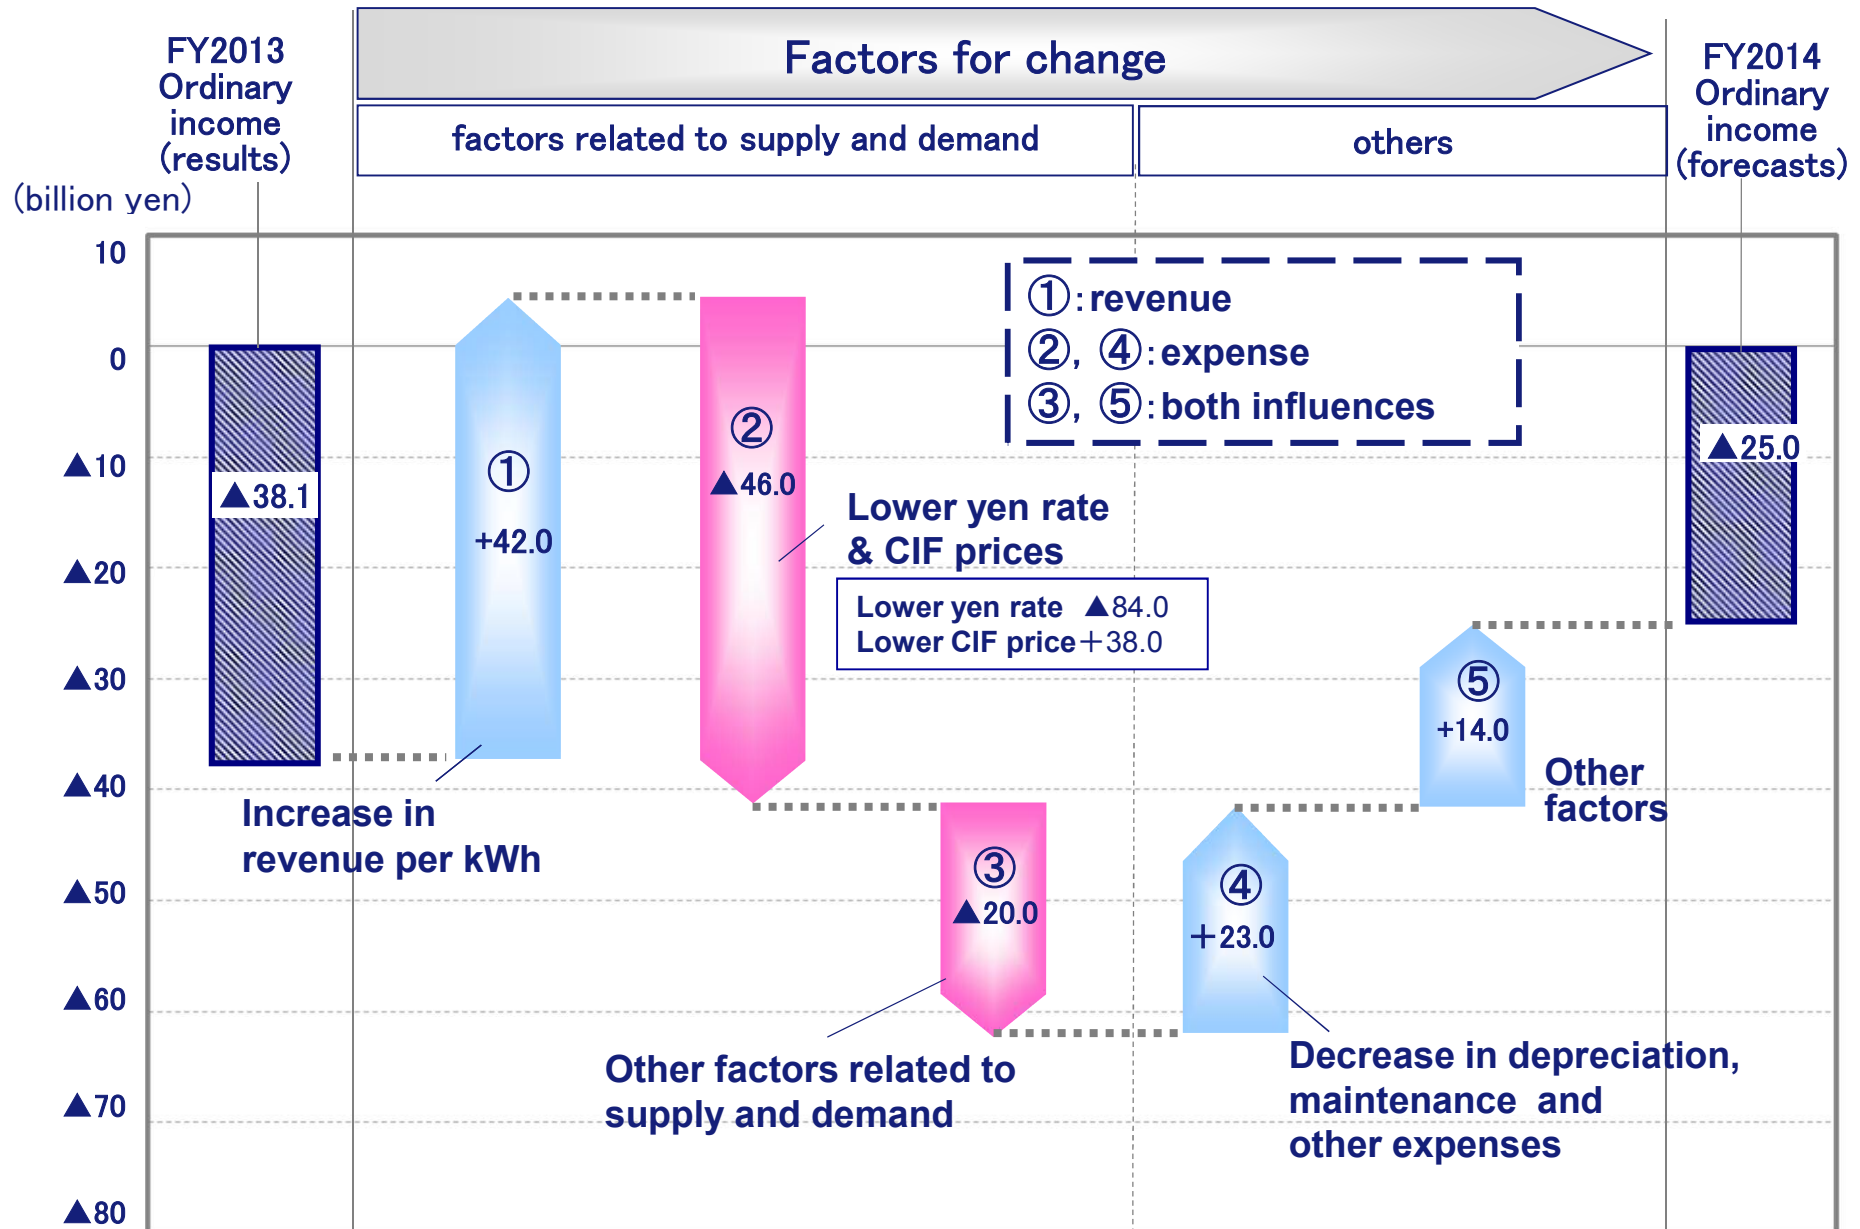 FY2013
Ordinary
income
(results)
Factors for change
factors related to supply and demand
others
FY2014
Ordinary
income
(forecasts)
(billion yen)
10
0
▲10
▲20
▲30
▲40
▲50
▲60
▲70
▲80
▲38.1
①
+42.0
Increase in
revenue per kWh
②
▲46.0
Lower yen rate
& CIF prices
Lower yen rate ▲84.0
Lower CIF price+38.0
①:revenue
②, ④:expense
③, ⑤:both influences
③
▲20.0
Other factors related to
supply and demand
④
+23.0
Decrease in depreciation,
maintenance and
other expenses
⑤
+14.0
Other
factors
▲25.0